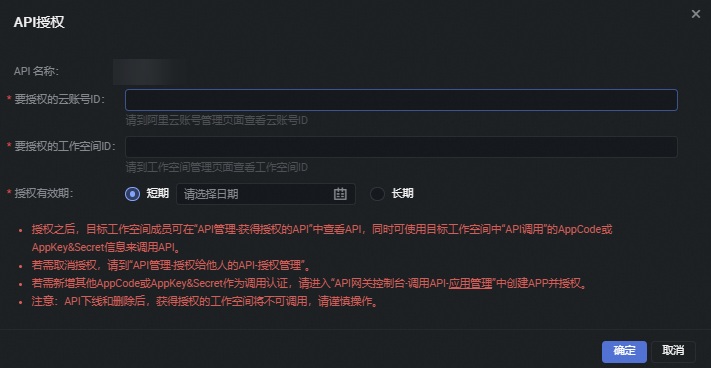 API授权
API 名称：
* 要授权的云账号ID：
请到阿里云账号管理页面查看云账号ID
* 要授权的工作空间ID：
请到工作空间管理页面查看工作空间ID
* 授权有效期： 短期 请选择日期 长期
• 授权之后，目标工作空间成员可在“API管理-获得授权的API”中查看API，同时可使用目标工作空间中“API调用”的AppCode或
AppKey&Secret信息来调用API。
• 若需取消授权，请到“API管理-授权给他人的API-授权管理”。
• 若需新增其他AppCode或AppKey&Secret作为调用认证，请进入“API网关控制台-调用API-应用管理”中创建APP并授权。
• 注意：API下线和删除后，获得授权的工作空间将不可调用，请谨慎操作。
确定 取消